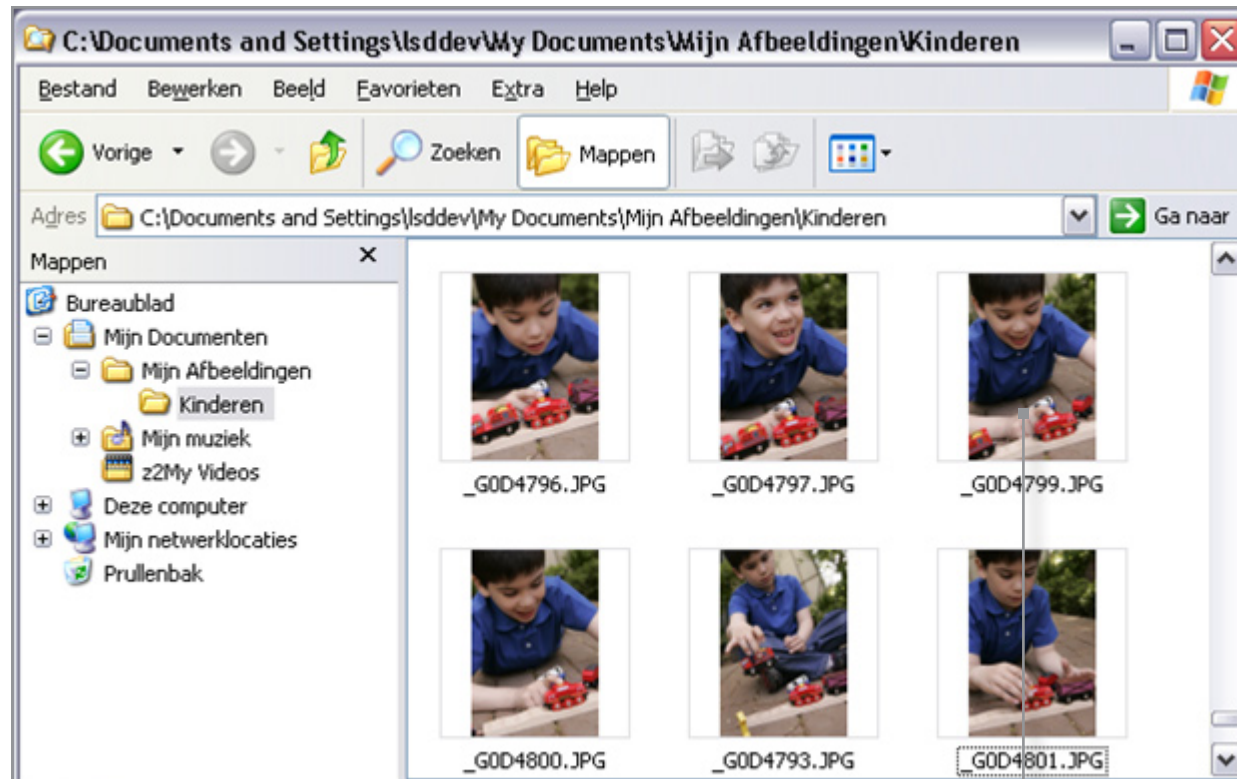 C:\Documents and Settings\lsddev\My Documents\Mijn Afbeeldingen\Kinderen
Bestand Bewerken Beeld Favorieten Extra Help
Vorige Zoeken Mappen
Adres C:\Documents and Settings\lsddev\My Documents\Mijn Afbeeldingen\Kinderen Ga naar
Mappen
Bureaublad
Mijn Documenten
Mijn Afbeeldingen
Kinderen
Mijn muziek
z2My Videos
Deze computer
Mijn netwerklocaties
Prullenbak
_G0D4796.JPG _G0D4797.JPG _G0D4799.JPG
_G0D4800.JPG _G0D4793.JPG _G0D4801.JPG